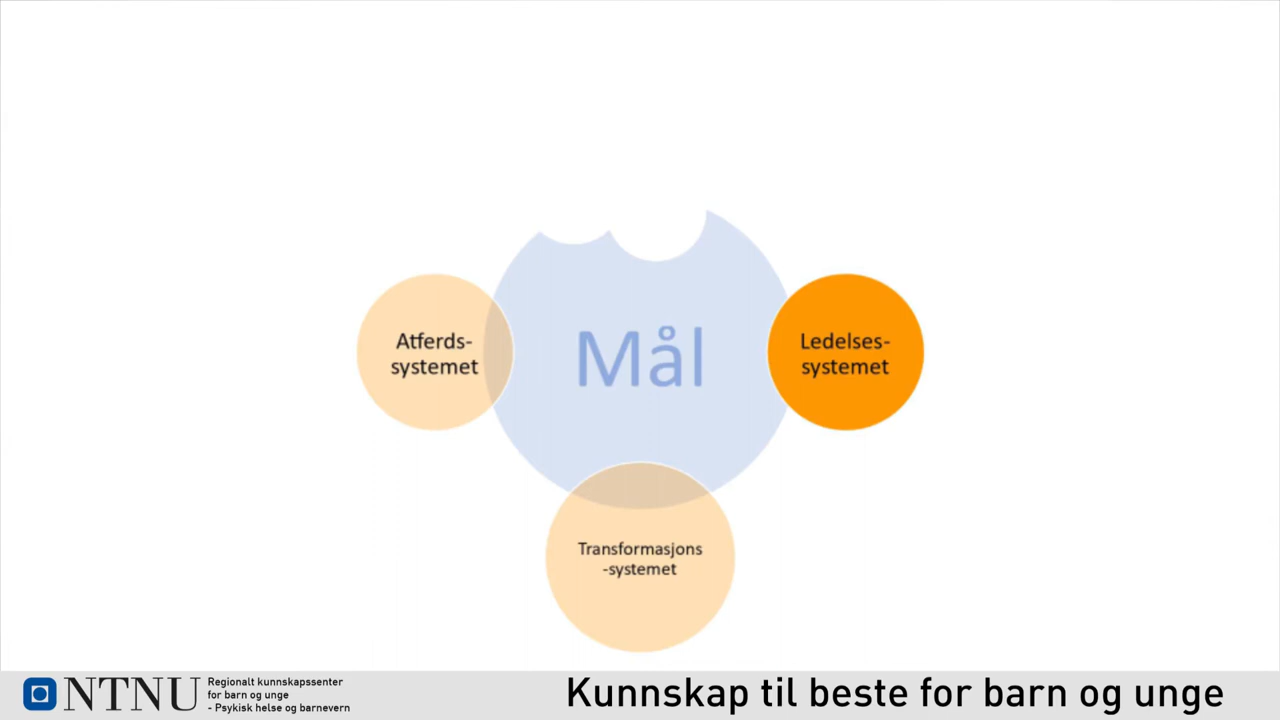 Atferds-
systemet
Mål
Ledelses-
systemet
Transformasjons
-systemet
NTNU
Regionalt kunnskapssenter
for barn og unge
- Psykisk helse og barnevern
Kunnskap til beste for barn og unge